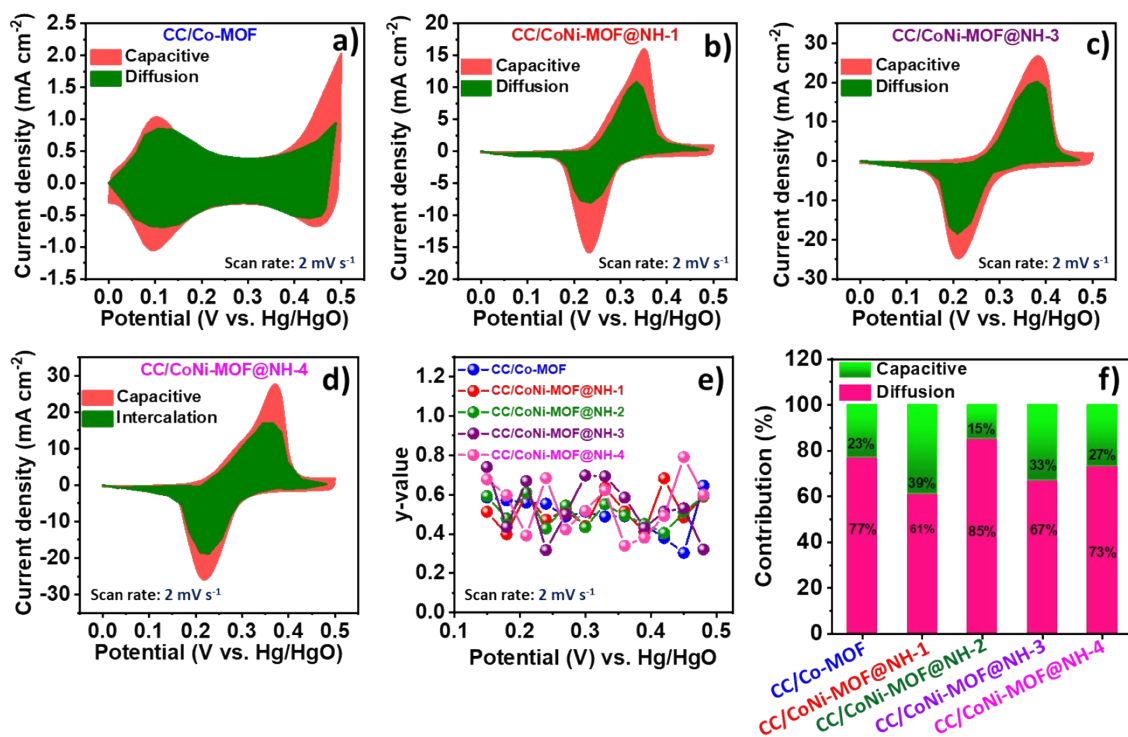 a)
CC/Co-MOF
Capacitive
Diffusion
Current density (mA cm⁻²)
2.5
2.0
1.5
1.0
0.5
0.0
-0.5
-1.0
-1.5
Scan rate: 2 mV s⁻¹
0.0 0.1 0.2 0.3 0.4 0.5
Potential (V vs. Hg/HgO)
b)
CC/CoNi-MOF@NH-1
Capacitive
Diffusion
Current density (mA cm⁻²)
20
15
10
5
0
-5
-10
-15
-20
Scan rate: 2 mV s⁻¹
0.0 0.1 0.2 0.3 0.4 0.5
Potential (V vs. Hg/HgO)
c)
CC/CoNi-MOF@NH-3
Capacitive
Diffusion
Current density (mA cm⁻²)
40
30
20
10
0
-10
-20
-30
Scan rate: 2 mV s⁻¹
0.0 0.1 0.2 0.3 0.4 0.5
Potential (V vs. Hg/HgO)
d)
CC/CoNi-MOF@NH-4
Capacitive
Intercalation
Current density (mA cm⁻²)
30
20
10
0
-10
-20
-30
Scan rate: 2 mV s⁻¹
0.0 0.1 0.2 0.3 0.4 0.5
Potential (V vs. Hg/HgO)
e)
CC/Co-MOF
CC/CoNi-MOF@NH-1
CC/CoNi-MOF@NH-2
CC/CoNi-MOF@NH-3
CC/CoNi-MOF@NH-4
y-value
1.2
1.0
0.8
0.6
0.4
0.2
0.0
Scan rate: 2 mV s⁻¹
0.1 0.2 0.3 0.4 0.5
Potential (V) vs. Hg/HgO
f)
Capacitive
Diffusion
Contribution (%)
120
100
80
60
40
20
0
23% 39% 15% 33% 27%
77% 61% 85% 67% 73%
CC/Co-MOF
CC/CoNi-MOF@NH-1
CC/CoNi-MOF@NH-2
CC/CoNi-MOF@NH-3
CC/CoNi-MOF@NH-4